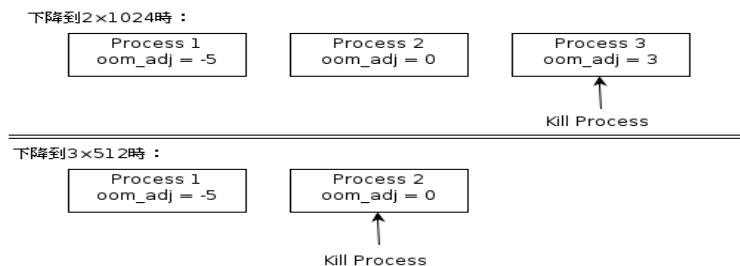 下降到2×1024時：
Process 1
oom_adj = -5
Process 2
oom_adj = 0
Process 3
oom_adj = 3
Kill Process
下降到3×512時：
Process 1
oom_adj = -5
Process 2
oom_adj = 0
Kill Process